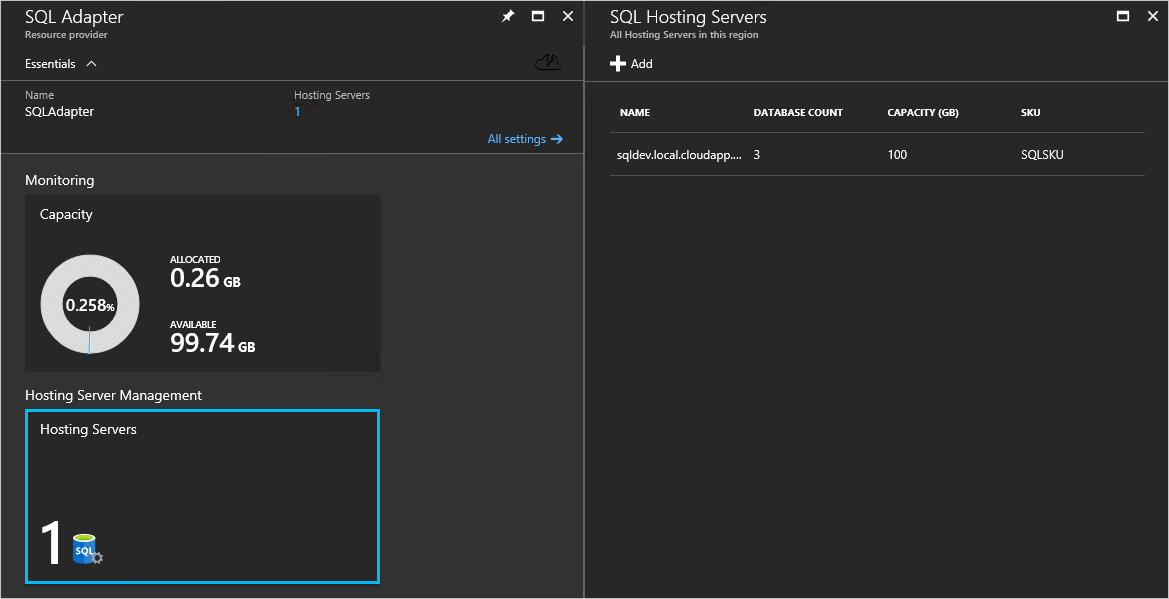 SQL Adapter
Resource provider
Essentials
Name
SQLAdapter
Hosting Servers
1
All settings
Monitoring
Capacity
0.258%
ALLOCATED
0.26 GB
AVAILABLE
99.74 GB
Hosting Server Management
Hosting Servers
1
SQL
SQL Hosting Servers
All Hosting Servers in this region
Add
NAME DATABASE COUNT CAPACITY (GB) SKU
sqldev.local.cloudapp.... 3 100 SQLSKU